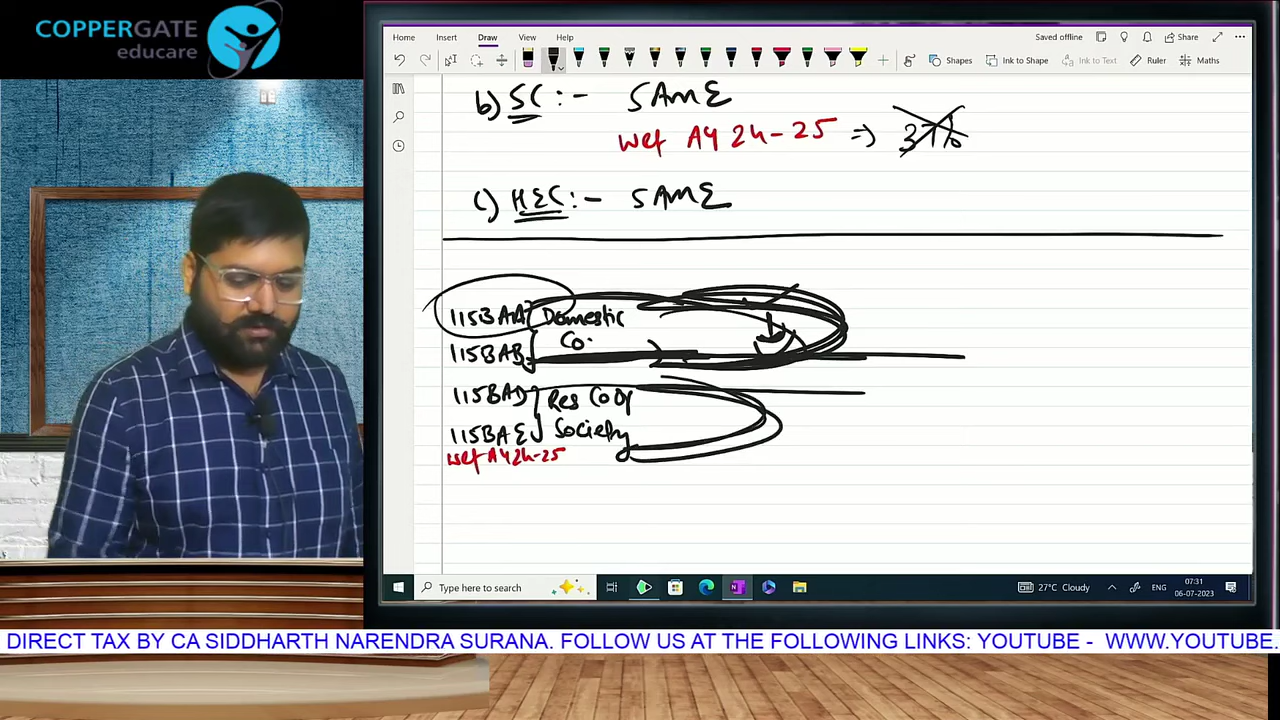 COPPERGATE
educare
Home Insert Draw View Help
Saved offline
Share
Shapes
Ink to Shape
Ink to Text
Ruler
Maths
b) SC :- SAME
wef AY 24-25 => 37%
c) HEC :- SAME
115BAA Domestic
Co.
115BAB
115BAD Res CoOp
115BAE Society
wef AY 24-25
Type here to search
27°C Cloudy
ENG
07:31
06-07-2023
DIRECT TAX BY CA SIDDHARTH NARENDRA SURANA. FOLLOW US AT THE FOLLOWING LINKS: YOUTUBE - WWW.YOUTUBE.